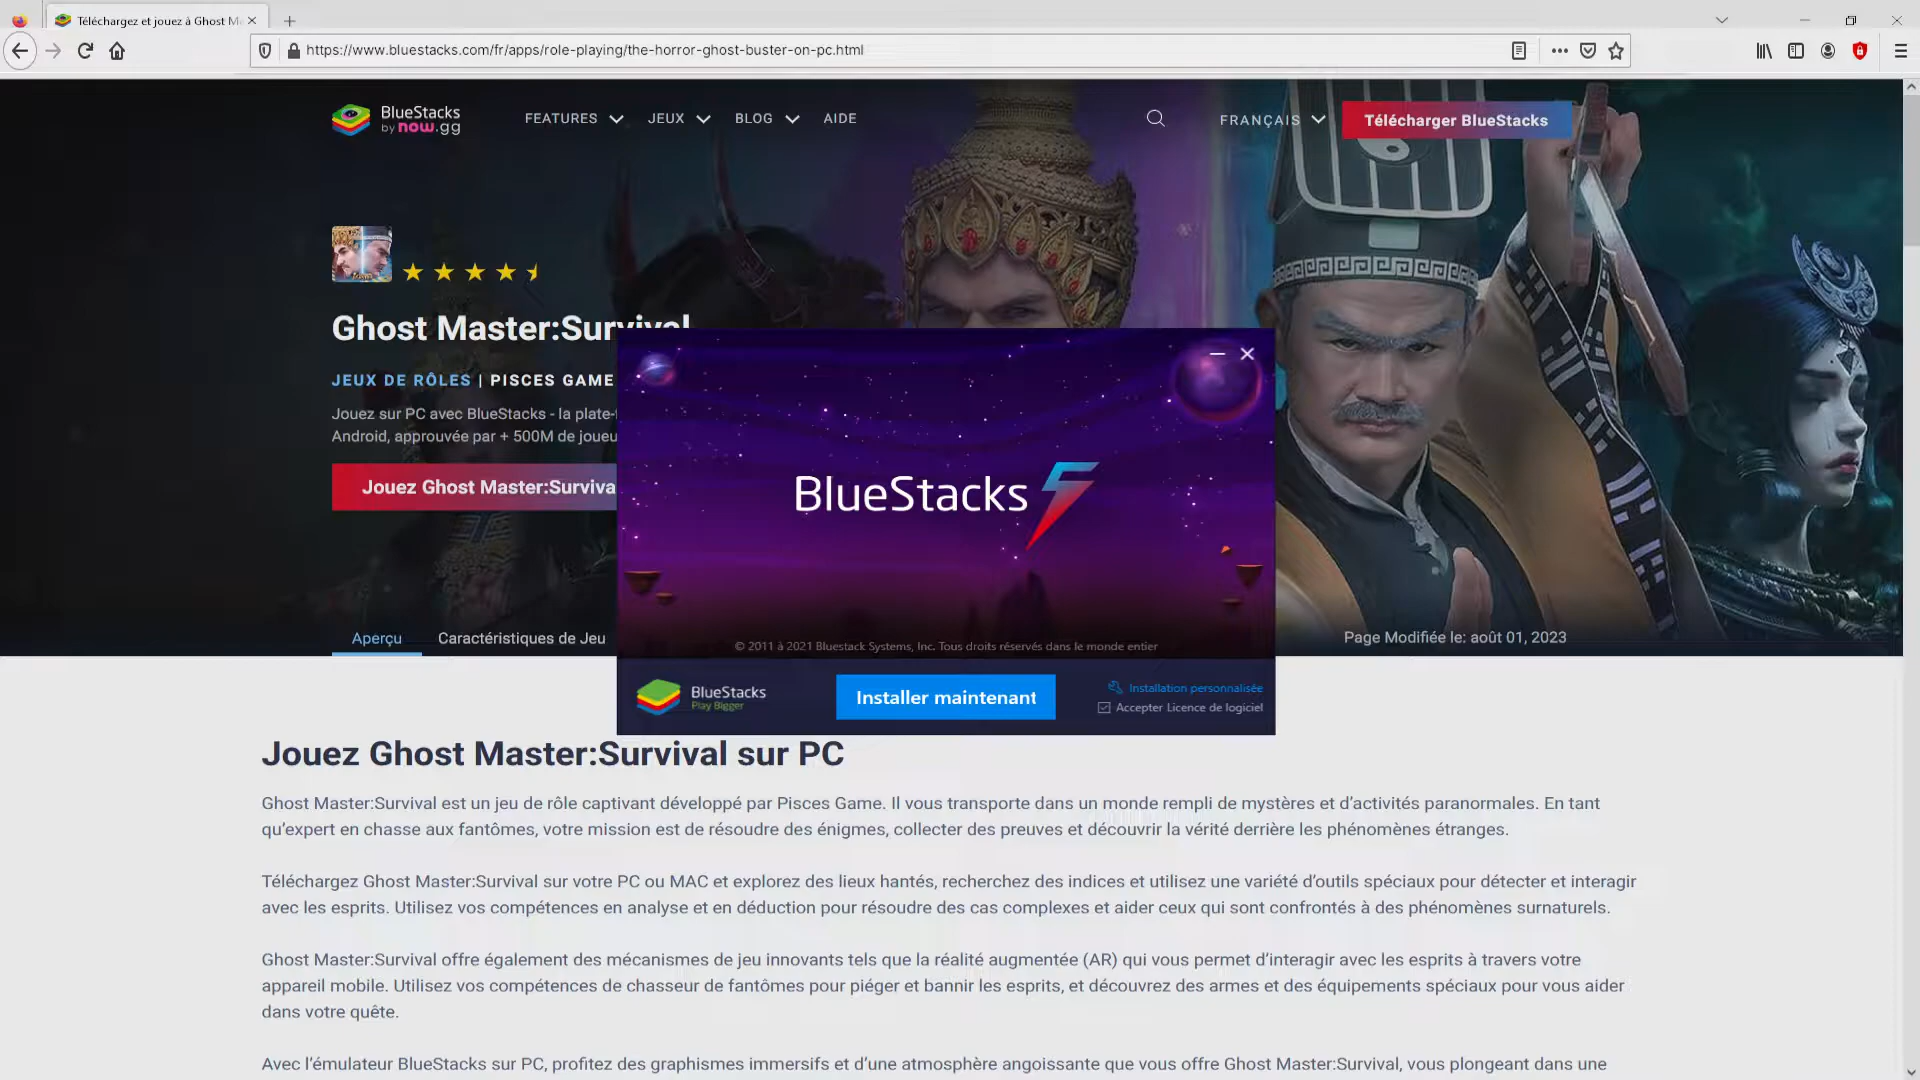 Téléchargez et jouez à Ghost M
https://www.bluestacks.com/fr/apps/role-playing/the-horror-ghost-buster-on-pc.html
BlueStacks
by now.gg
FEATURES
JEUX
BLOG
AIDE
FRANÇAIS
Télécharger BlueStacks
Ghost Master:Survival
JEUX DE RÔLES | PISCES GAME
Jouez sur PC avec BlueStacks - la plate-
Android, approuvée par + 500M de joueu
Jouez Ghost Master:Surviva
BlueStacks
© 2011 à 2021 Bluestack Systems, Inc. Tous droits réservés dans le monde entier
BlueStacks
Play Bigger
Installer maintenant
Installation personnalisée
Accepter Licence de logiciel
Aperçu
Caractéristiques de Jeu
Page Modifiée le: août 01, 2023
Jouez Ghost Master:Survival sur PC
Ghost Master:Survival est un jeu de rôle captivant développé par Pisces Game. Il vous transporte dans un monde rempli de mystères et d’activités paranormales. En tant
qu’expert en chasse aux fantômes, votre mission est de résoudre des énigmes, collecter des preuves et découvrir la vérité derrière les phénomènes étranges.
Téléchargez Ghost Master:Survival sur votre PC ou MAC et explorez des lieux hantés, recherchez des indices et utilisez une variété d’outils spéciaux pour détecter et interagir
avec les esprits. Utilisez vos compétences en analyse et en déduction pour résoudre des cas complexes et aider ceux qui sont confrontés à des phénomènes surnaturels.
Ghost Master:Survival offre également des mécanismes de jeu innovants tels que la réalité augmentée (AR) qui vous permet d’interagir avec les esprits à travers votre
appareil mobile. Utilisez vos compétences de chasseur de fantômes pour piéger et bannir les esprits, et découvrez des armes et des équipements spéciaux pour vous aider
dans votre quête.
Avec l’émulateur BlueStacks sur PC, profitez des graphismes immersifs et d’une atmosphère angoissante que vous offre Ghost Master:Survival, vous plongeant dans une